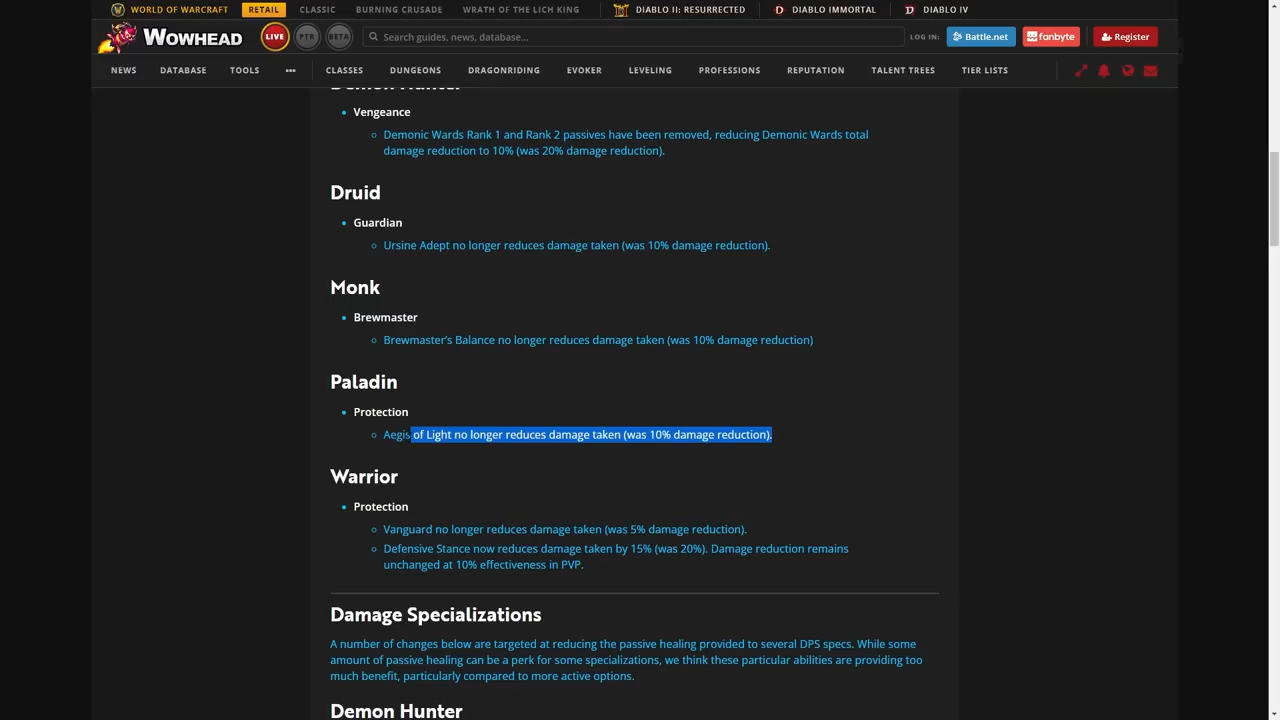 WORLD OF WARCRAFT RETAIL CLASSIC BURNING CRUSADE WRATH OF THE LICH KING DIABLO II: RESURRECTED DIABLO IMMORTAL DIABLO IV
WOWHEAD LIVE PTR BETA Search guides, news, database... LOG IN: Battle.net fanbyte Register
NEWS DATABASE TOOLS ••• CLASSES DUNGEONS DRAGONRIDING EVOKER LEVELING PROFESSIONS REPUTATION TALENT TREES TIER LISTS
Demon Hunter
Vengeance
Demonic Wards Rank 1 and Rank 2 passives have been removed, reducing Demonic Wards total
damage reduction to 10% (was 20% damage reduction).
Druid
Guardian
Ursine Adept no longer reduces damage taken (was 10% damage reduction).
Monk
Brewmaster
Brewmaster’s Balance no longer reduces damage taken (was 10% damage reduction)
Paladin
Protection
Aegis of Light no longer reduces damage taken (was 10% damage reduction).
Warrior
Protection
Vanguard no longer reduces damage taken (was 5% damage reduction).
Defensive Stance now reduces damage taken by 15% (was 20%). Damage reduction remains
unchanged at 10% effectiveness in PVP.
Damage Specializations
A number of changes below are targeted at reducing the passive healing provided to several DPS specs. While some
amount of passive healing can be a perk for some specializations, we think these particular abilities are providing too
much benefit, particularly compared to more active options.
Demon Hunter